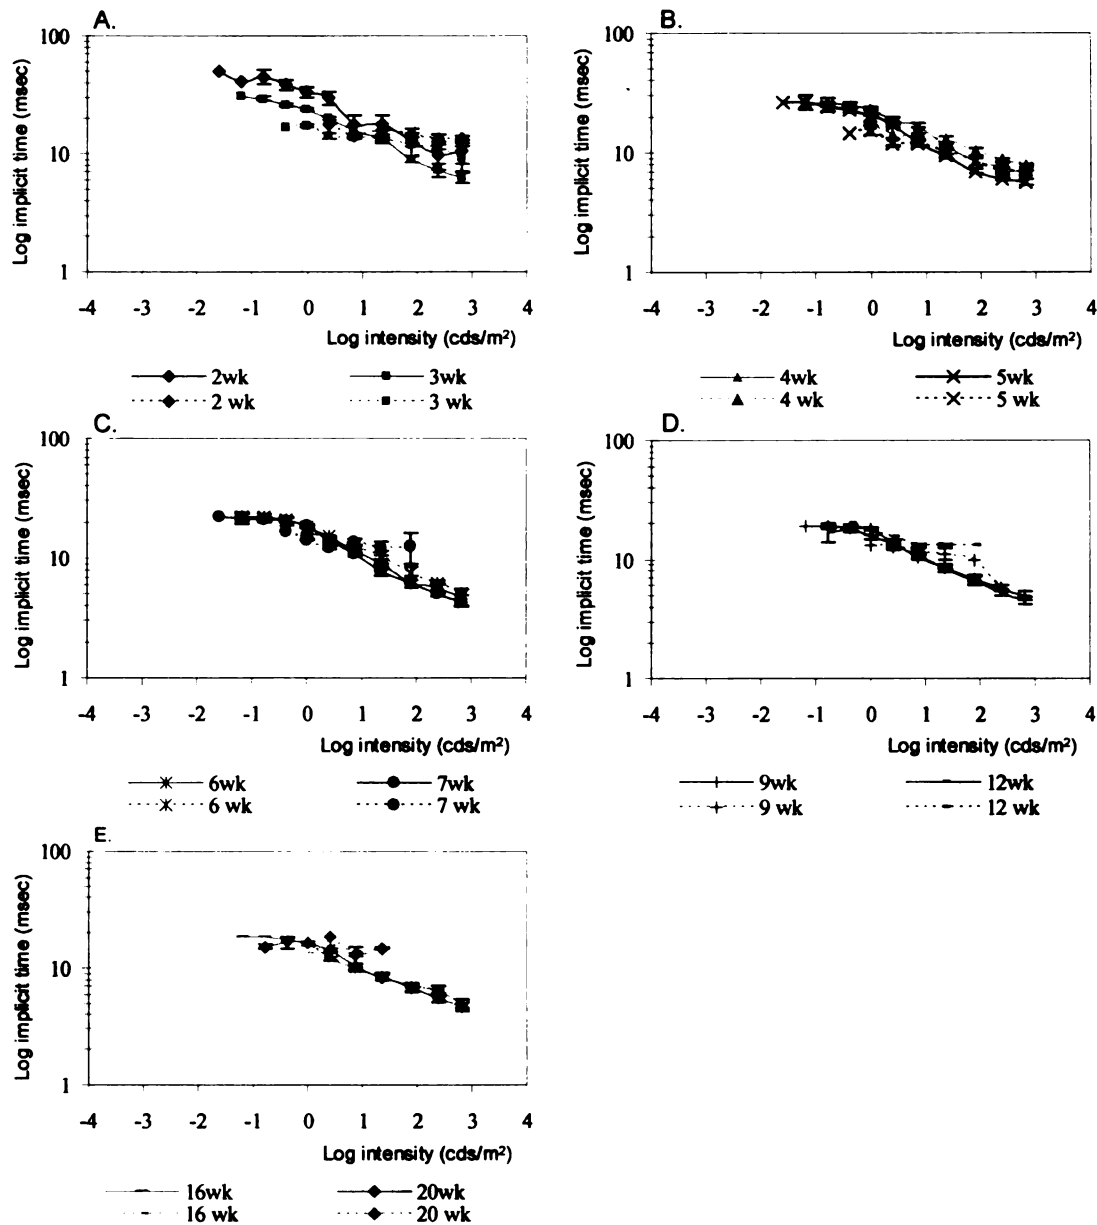 A.
100
10
1
Log implicit time (msec)
-4 -3 -2 -1 0 1 2 3 4
Log intensity (cds/m²)
2wk 3wk
2 wk 3 wk
B.
100
10
1
Log implicit time (msec)
-4 -3 -2 -1 0 1 2 3 4
Log intensity (cds/m²)
4wk 5wk
4 wk 5 wk
C.
100
10
1
Log implicit time (msec)
-4 -3 -2 -1 0 1 2 3 4
Log intensity (cds/m²)
6wk 7wk
6 wk 7 wk
D.
100
10
1
Log implicit time (msec)
-4 -3 -2 -1 0 1 2 3 4
Log intensity (cds/m²)
9wk 12wk
9 wk 12 wk
E.
100
10
1
Log implicit time (msec)
-4 -3 -2 -1 0 1 2 3 4
Log intensity (cds/m²)
16wk 20wk
16 wk 20 wk